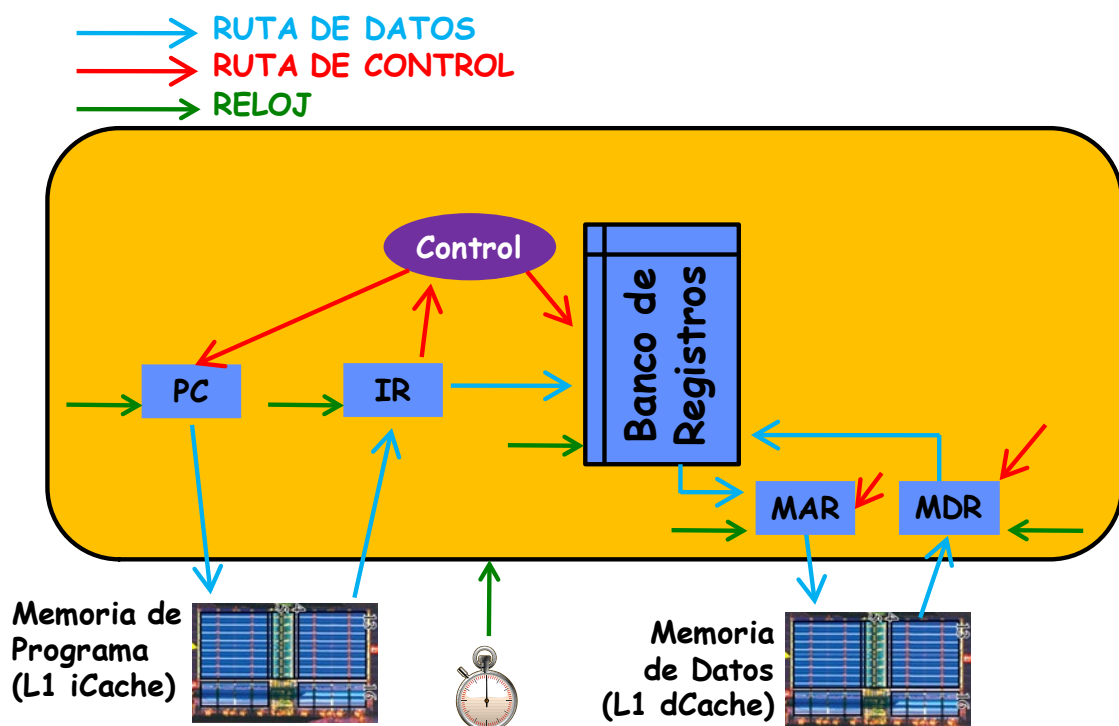 RUTA DE DATOS
RUTA DE CONTROL
RELOJ
Control
Banco de
Registros
PC
IR
MAR
MDR
Memoria de
Programa
(L1 iCache)
Memoria
de Datos
(L1 dCache)